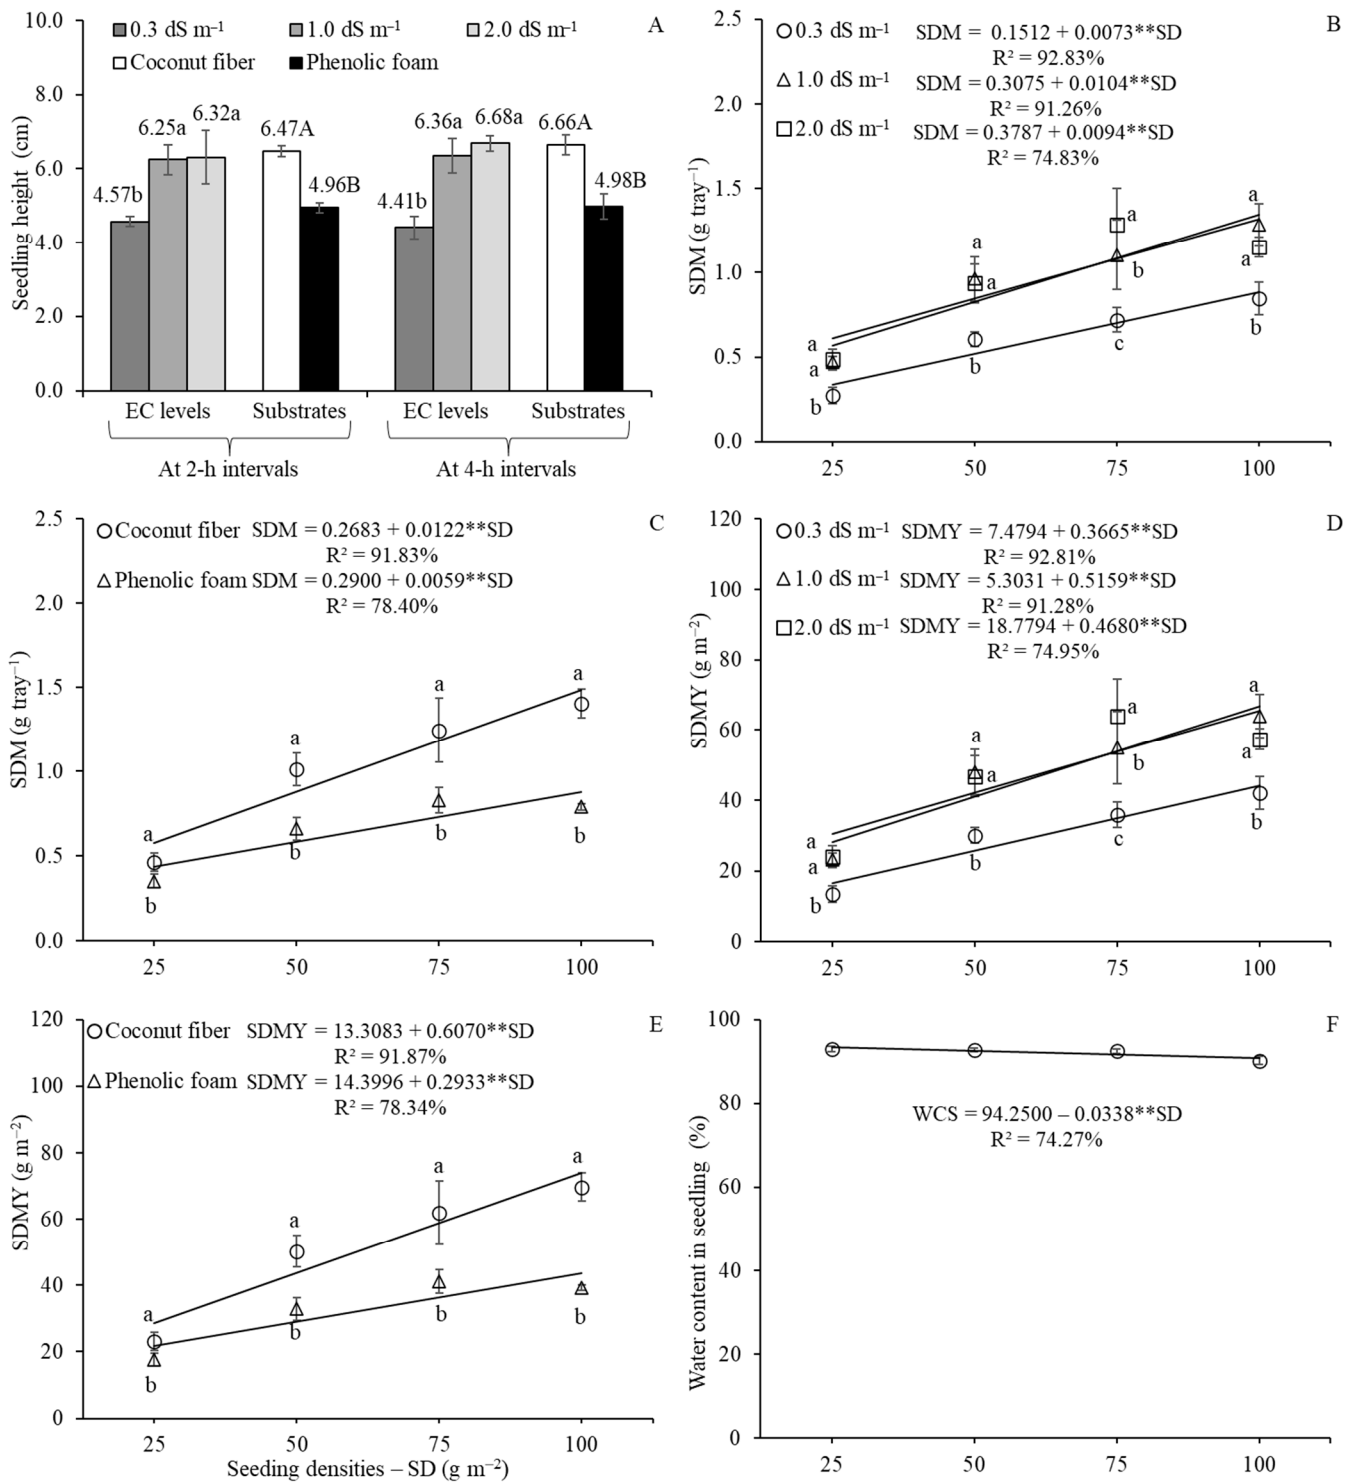 A
0.3 dS m⁻¹ 1.0 dS m⁻¹ 2.0 dS m⁻¹
Coconut fiber Phenolic foam
Seedling height (cm)
10.0
8.0
6.0
4.0
2.0
0.0
4.57b 6.25a 6.32a 6.47A 4.96B 4.41b 6.36a 6.68a 6.66A 4.98B
EC levels Substrates EC levels Substrates
At 2-h intervals At 4-h intervals
B
0.3 dS m⁻¹ SDM = 0.1512 + 0.0073**SD
R² = 92.83%
1.0 dS m⁻¹ SDM = 0.3075 + 0.0104**SD
R² = 91.26%
2.0 dS m⁻¹ SDM = 0.3787 + 0.0094**SD
R² = 74.83%
SDM (g tray⁻¹)
2.5
2.0
1.5
1.0
0.5
0.0
a a b
a a b
a b c
a a b
25 50 75 100
C
Coconut fiber SDM = 0.2683 + 0.0122**SD
R² = 91.83%
Phenolic foam SDM = 0.2900 + 0.0059**SD
R² = 78.40%
SDM (g tray⁻¹)
2.5
2.0
1.5
1.0
0.5
0.0
a b
a b
a b
a b
25 50 75 100
D
0.3 dS m⁻¹ SDMY = 7.4794 + 0.3665**SD
R² = 92.81%
1.0 dS m⁻¹ SDMY = 5.3031 + 0.5159**SD
R² = 91.28%
2.0 dS m⁻¹ SDMY = 18.7794 + 0.4680**SD
R² = 74.95%
SDMY (g m⁻²)
120
100
80
60
40
20
0
a a b
a a b
a b c
a a b
25 50 75 100
E
Coconut fiber SDMY = 13.3083 + 0.6070**SD
R² = 91.87%
Phenolic foam SDMY = 14.3996 + 0.2933**SD
R² = 78.34%
SDMY (g m⁻²)
120
100
80
60
40
20
0
a b
a b
a b
a b
25 50 75 100
Seeding densities – SD (g m⁻²)
F
WCS = 94.2500 – 0.0338**SD
R² = 74.27%
Water content in seedling (%)
100
80
60
40
20
0
25 50 75 100